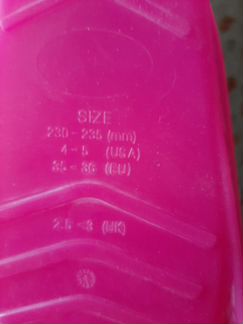 SIZE
230 - 235 (mm)
4 - 5 (USA)
35 - 36 (EU)
2.5 - 3 (UK)